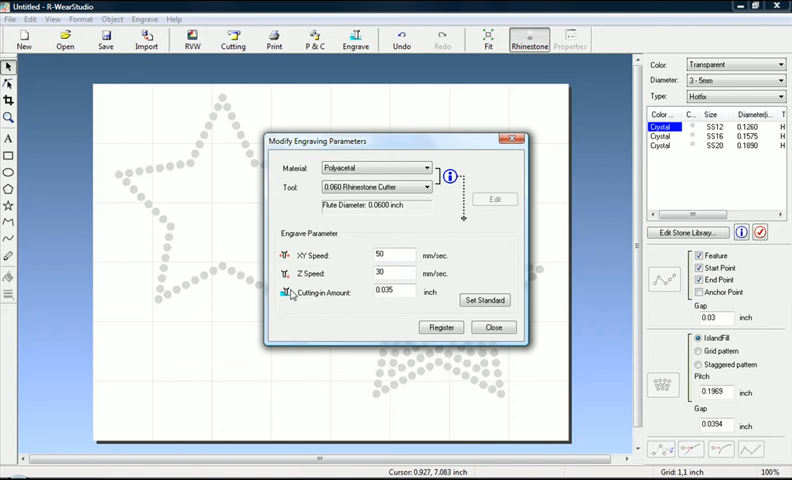 Untitled - R-WearStudio
File Edit View Format Object Engrave Help
New Open Save Import RVW Cutting Print P & C Engrave Undo Redo Fit Rhinestone Properties
Color: Transparent
Diameter: 3 - 5mm
Type: Hotfix
Color ... C... Size Diameter(i... T
Crystal SS12 0.1260 H
Crystal SS16 0.1575 H
Crystal SS20 0.1890 H
Edit Stone Library...
Feature
Start Point
End Point
Anchor Point
Gap
0.03 inch
IslandFill
Grid pattern
Staggered pattern
Pitch
0.1969 inch
Gap
0.0394 inch
Modify Engraving Parameters
Material: Polyacetal
Tool: 0.060 Rhinestone Cutter
Flute Diameter: 0.0600 inch
Edit
Engrave Parameter
XY Speed: 50 mm/sec.
Z Speed: 30 mm/sec.
Cutting-in Amount: 0.035 inch
Set Standard
Register Close
Cursor: 0.927, 7.083 inch
Grid: 1,1 inch 100%